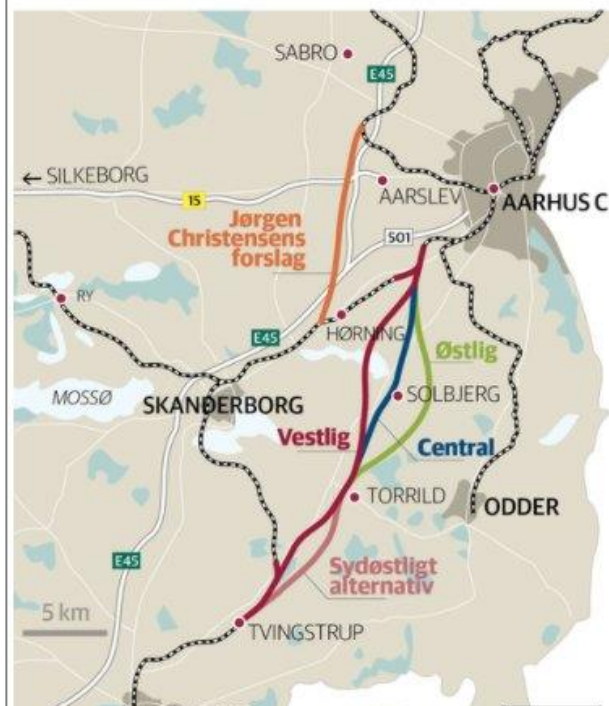 SABRO
E45
← SILKEBORG
15
AARSLEV
AARHUS C
Jørgen
Christensens
forslag
501
RY
HØRNING
E45
Østlig
MOSSØ
SKANDERBORG
SOLBJERG
Vestlig
Central
TORRILD
ODDER
E45
Sydøstligt
alternativ
5 km
TVINGSTRUP